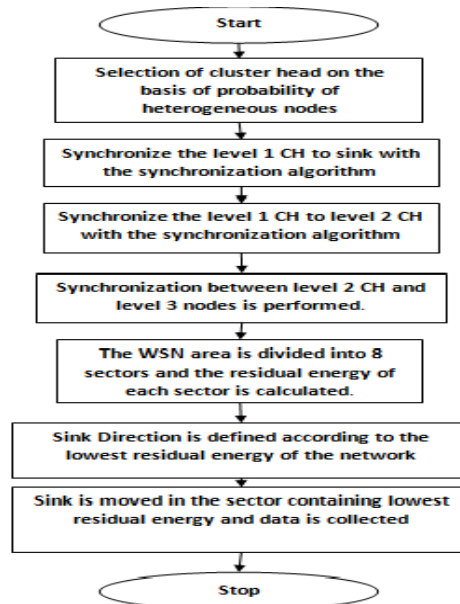 Start
Selection of cluster head on the
basis of probability of
heterogeneous nodes
Synchronize the level 1 CH to sink with
the synchronization algorithm
Synchronize the level 1 CH to level 2 CH
with the synchronization algorithm
Synchronization between level 2 CH and
level 3 nodes is performed.
The WSN area is divided into 8
sectors and the residual energy of
each sector is calculated.
Sink Direction is defined according to the
lowest residual energy of the network
Sink is moved in the sector containing lowest
residual energy and data is collected
Stop